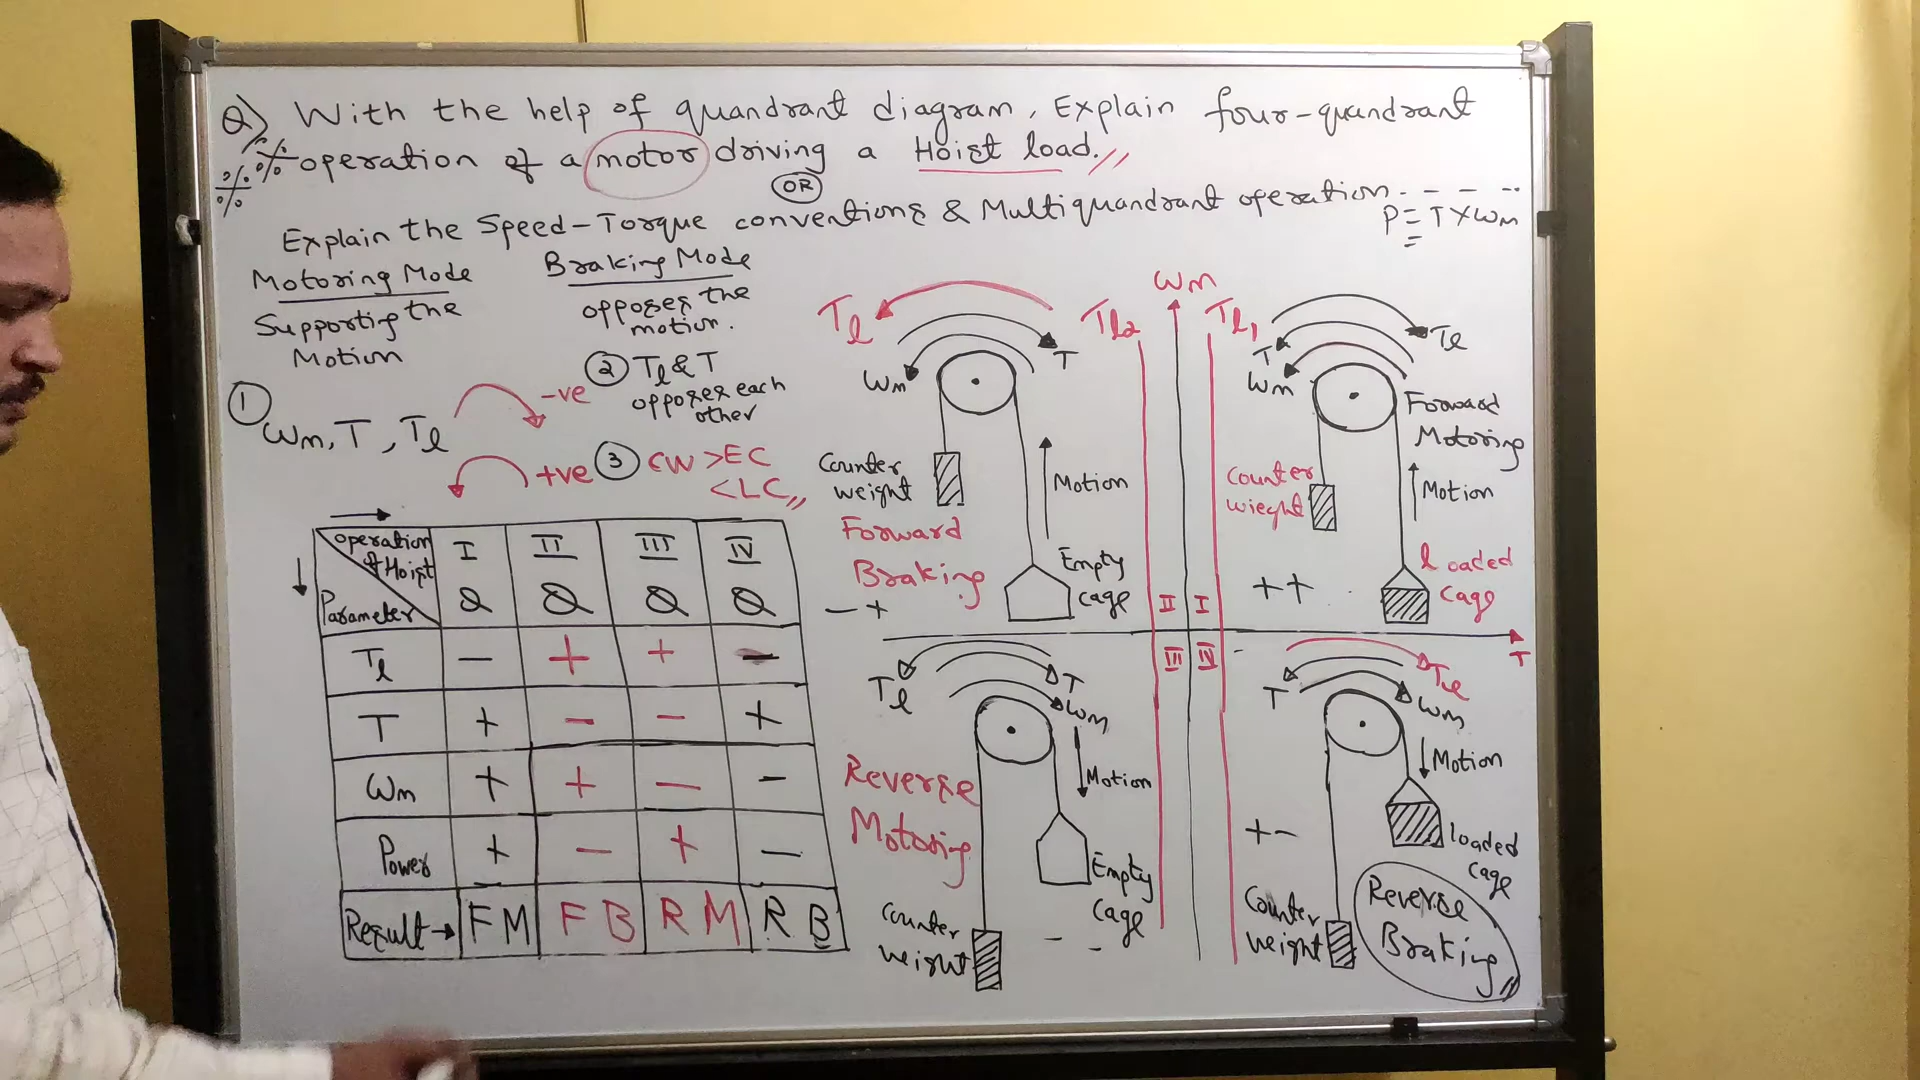 Q) With the help of quandrant diagram, Explain four-quandrant
operation of a motor driving a Hoist load.
OR
Explain the Speed-Torque conventions & Multiquandrant operation - - - -
P = T x Wm
Motoring Mode
Supporting the
Motion
Braking Mode
opposes the
motion.
② Tl & T
opposes each
other
① Wm, T, Tl
-ve
+ve
③ CW > EC
< LC
operation of Hoist
Parameter
I Q II Q III Q IV Q
Tl - + + -
T + - - +
Wm + + - -
Power + - + -
Result → FM FB RM RB
Wm
Tl2
Tl1
T
Tl
T
Wm
Counter
weight
Motion
Forward
Braking
Empty
cage
- +
II I
Tl
T
Wm
Forward
Motoring
Counter
wieght
Motion
loaded
cage
++
III IV
Tl
T
Wm
Motion
Reverse
Motoring
Empty
Cage
Counter
weight
- -
T
Tl
Wm
Motion
+-
loaded
cage
Counter
weight
Reverse
Braking